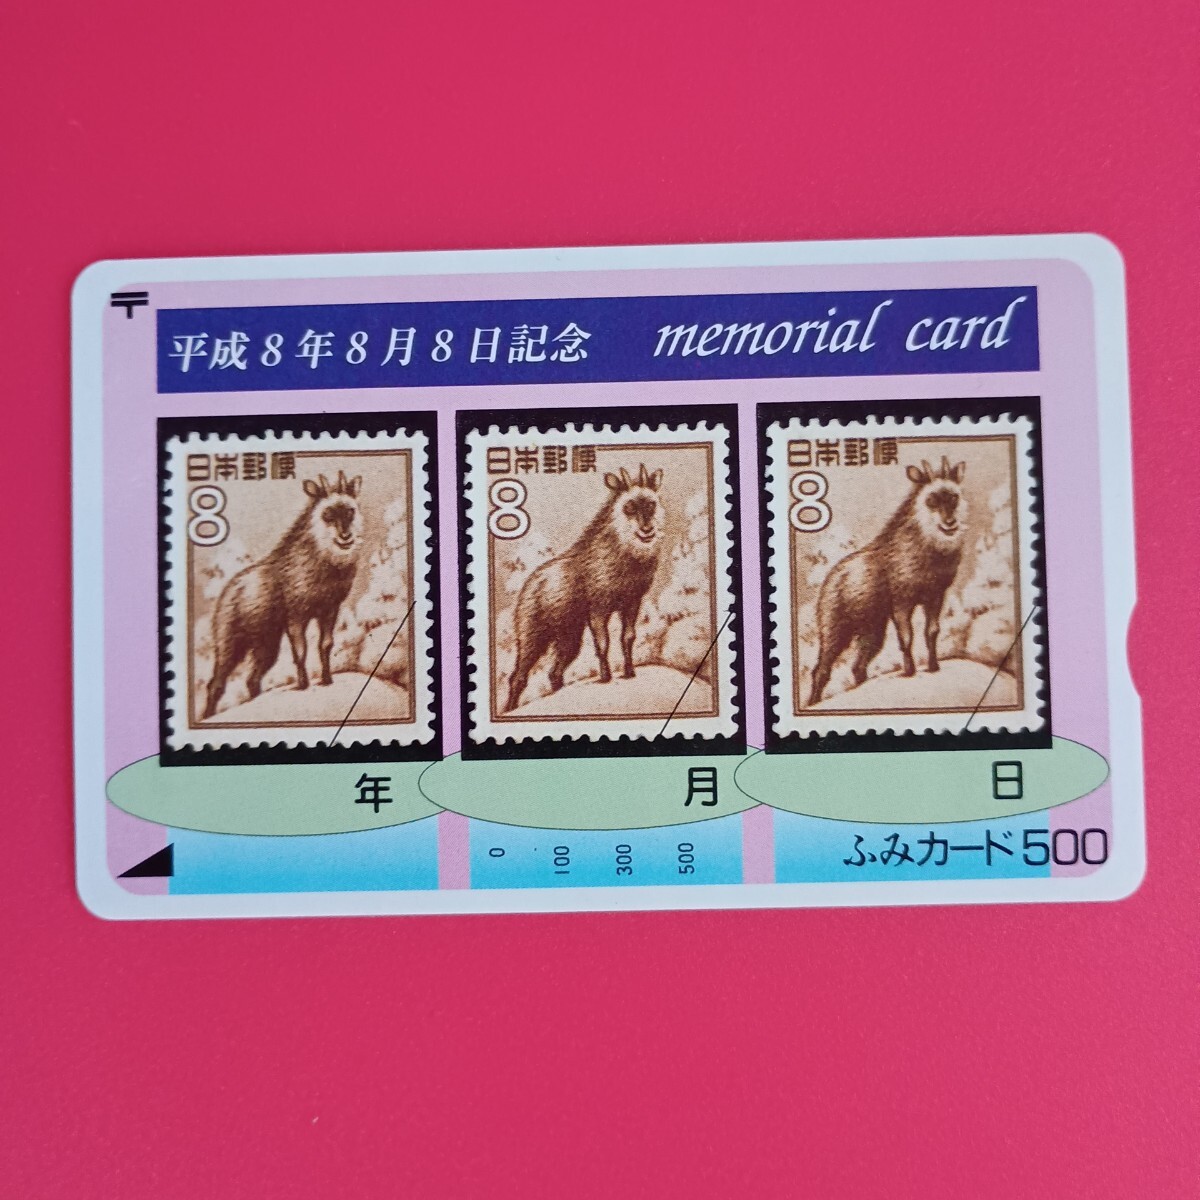 〒
平成8年8月8日記念 memorial card
日本郵便 日本郵便 日本郵便
8 8 8
年 月 日
0 100 300 500
ふみカード500